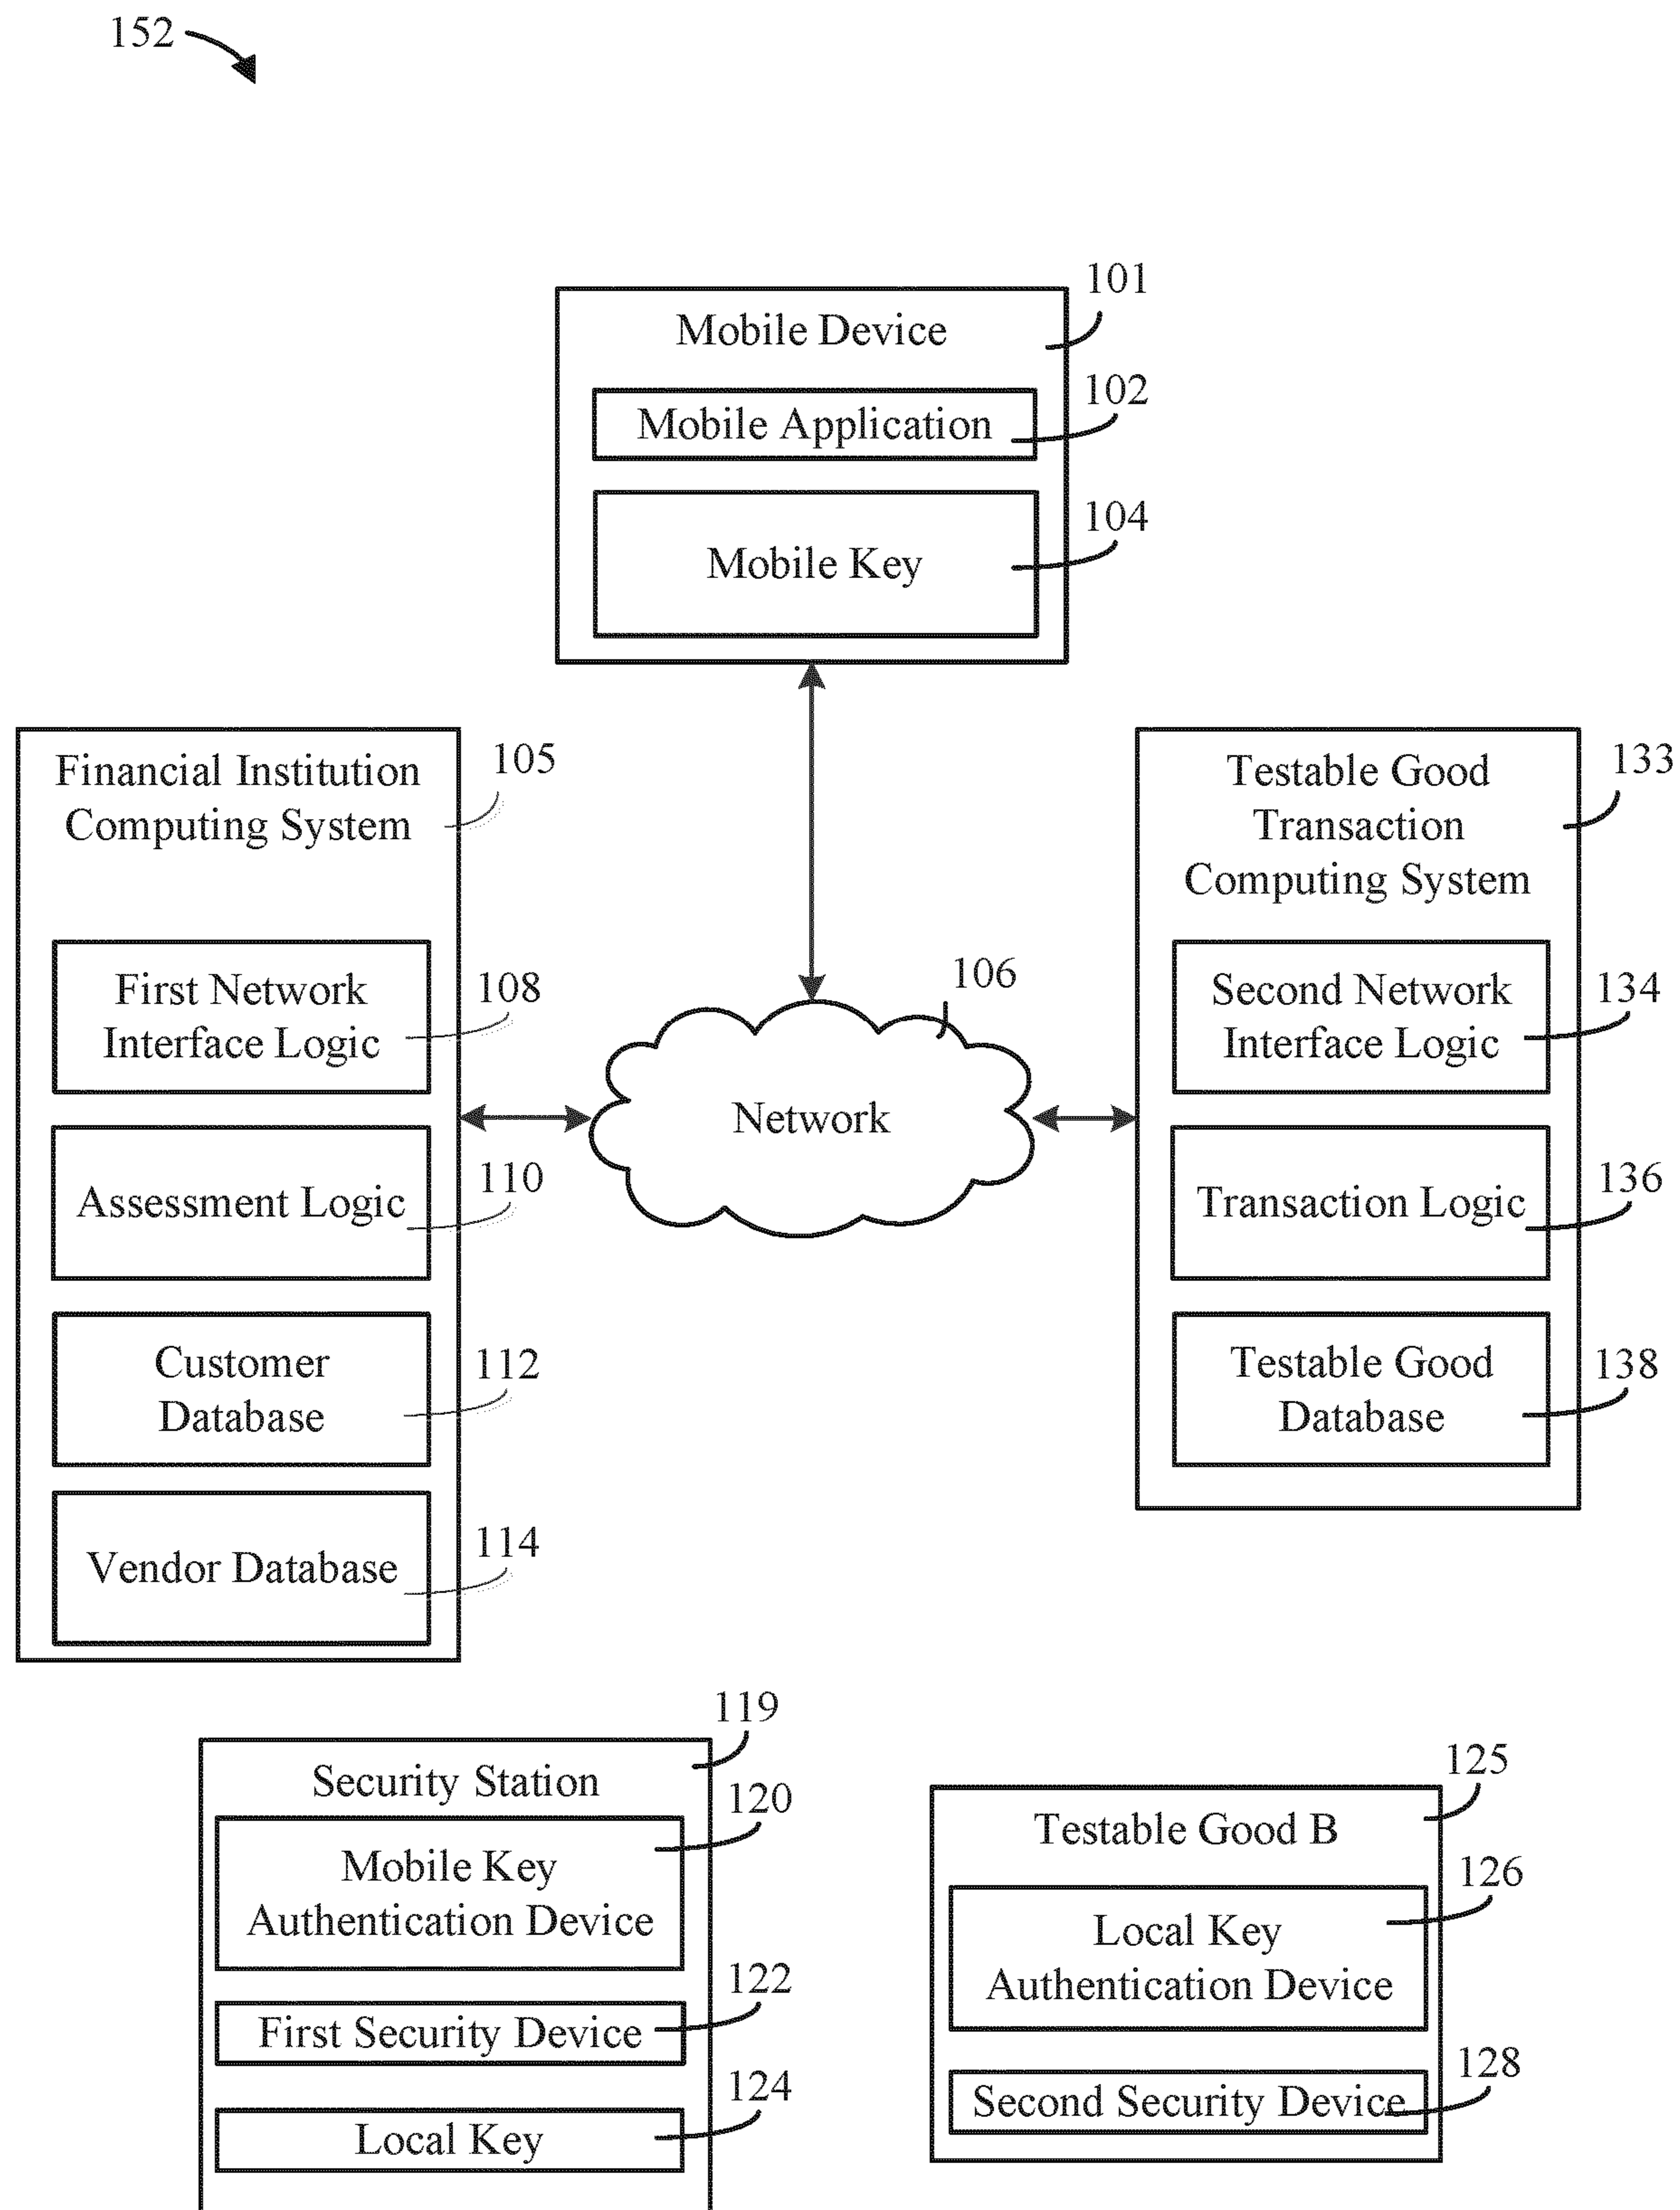 152
101
Mobile Device
102
Mobile Application
104
Mobile Key
Financial Institution
Computing System
105
First Network
Interface Logic
108
Assessment Logic
110
Customer
Database
112
Vendor Database
114
106
Network
133
Testable Good
Transaction
Computing System
Second Network
Interface Logic
134
Transaction Logic
136
Testable Good
Database
138
119
Security Station
120
Mobile Key
Authentication Device
122
First Security Device
124
Local Key
125
Testable Good B
126
Local Key
Authentication Device
128
Second Security Device